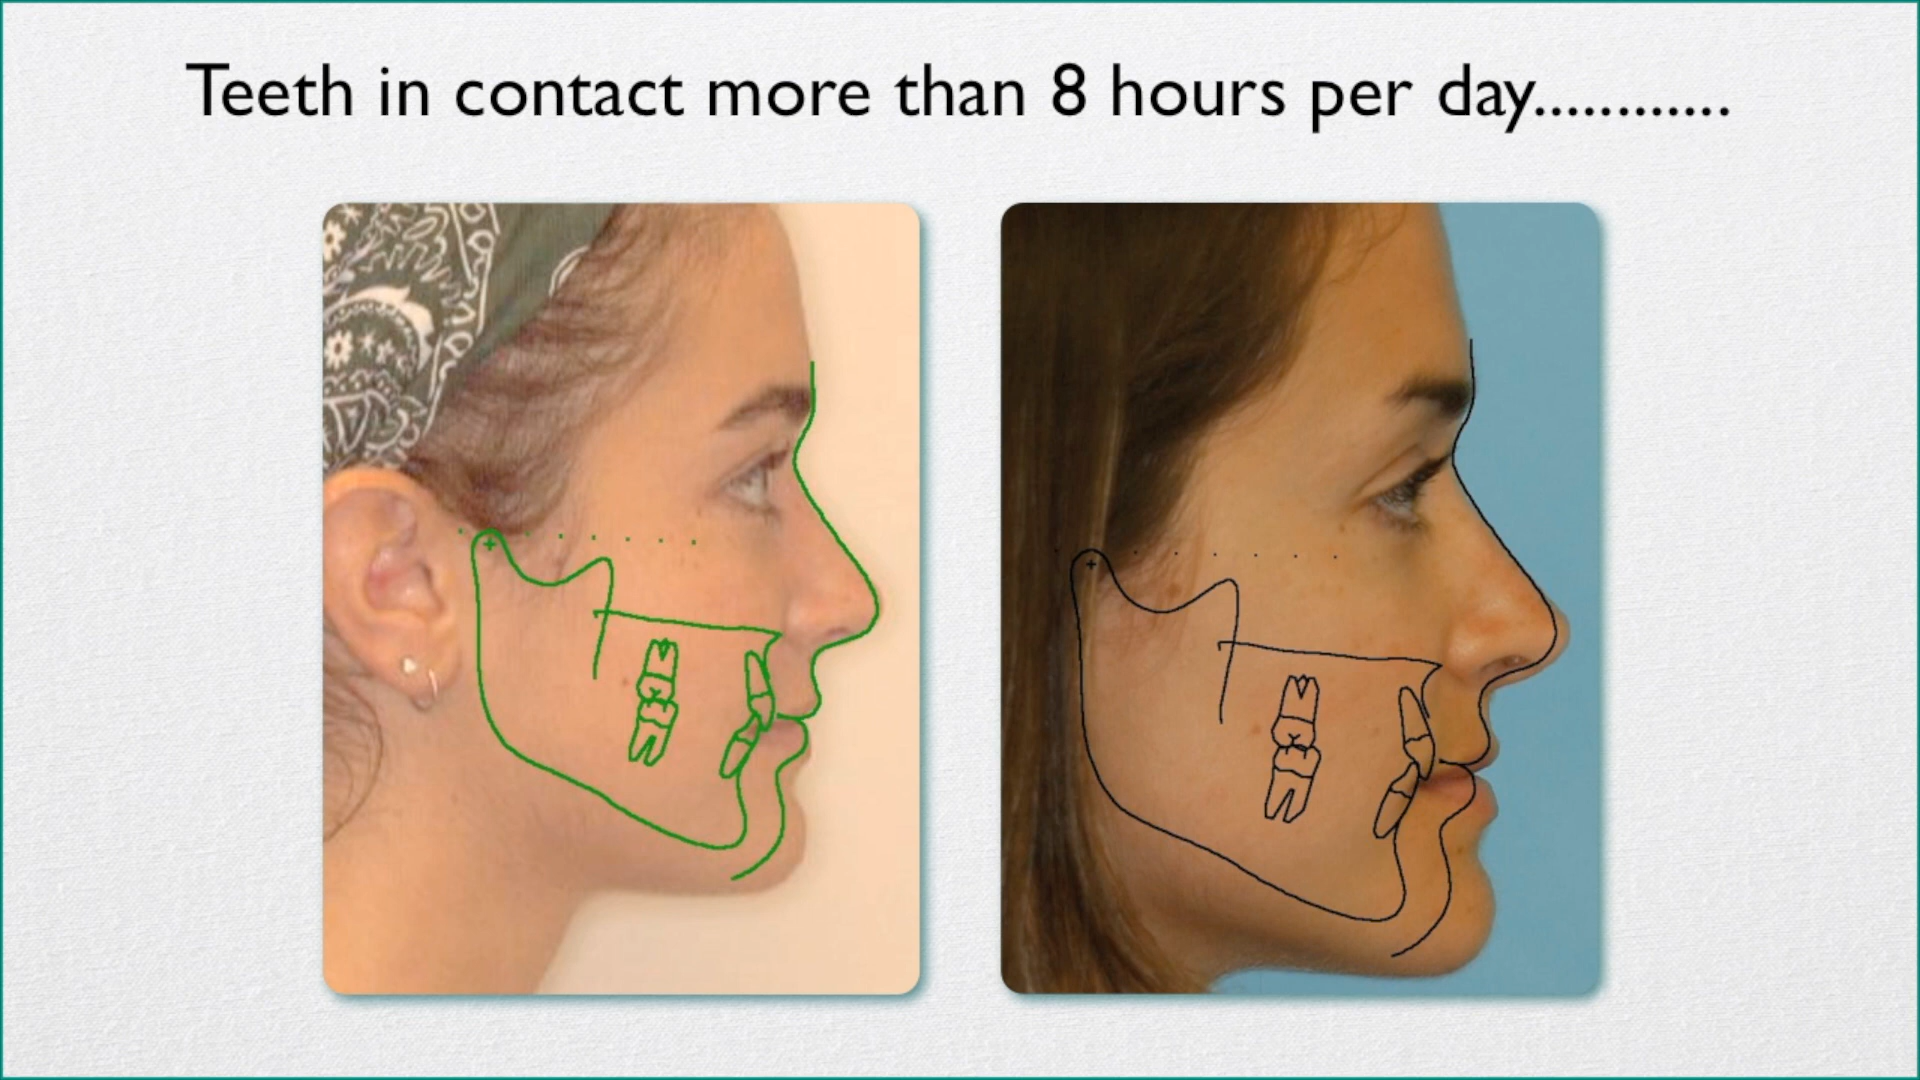 Teeth in contact more than 8 hours per day............